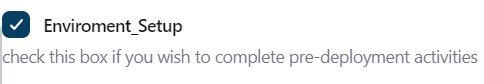 Enviroment_Setup
check this box if you wish to complete pre-deployment activities